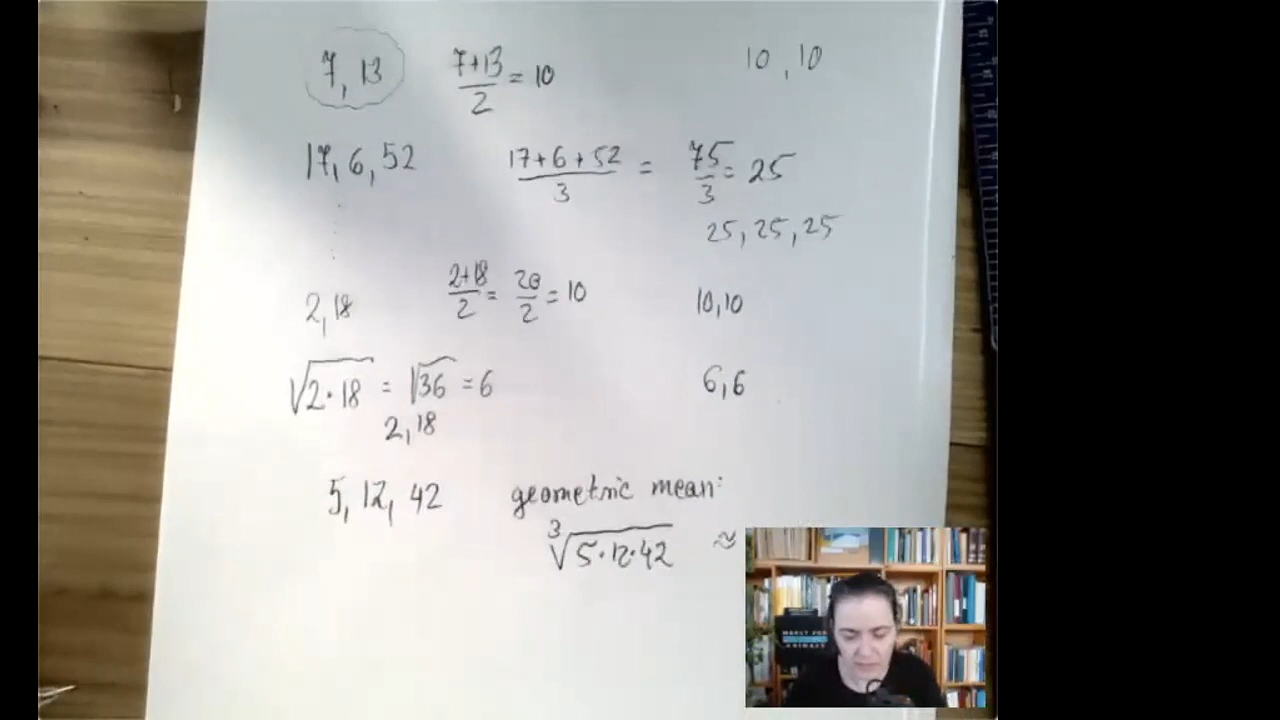 7, 13 7+13/2 = 10 10, 10
17, 6, 52 17+6+52/3 = 75/3 = 25
25, 25, 25
2, 18 2+18/2 = 20/2 = 10 10,10
√2·18 = √36 = 6 6,6
2, 18
5, 12, 42 geometric mean:
³√5·12·42 ≈